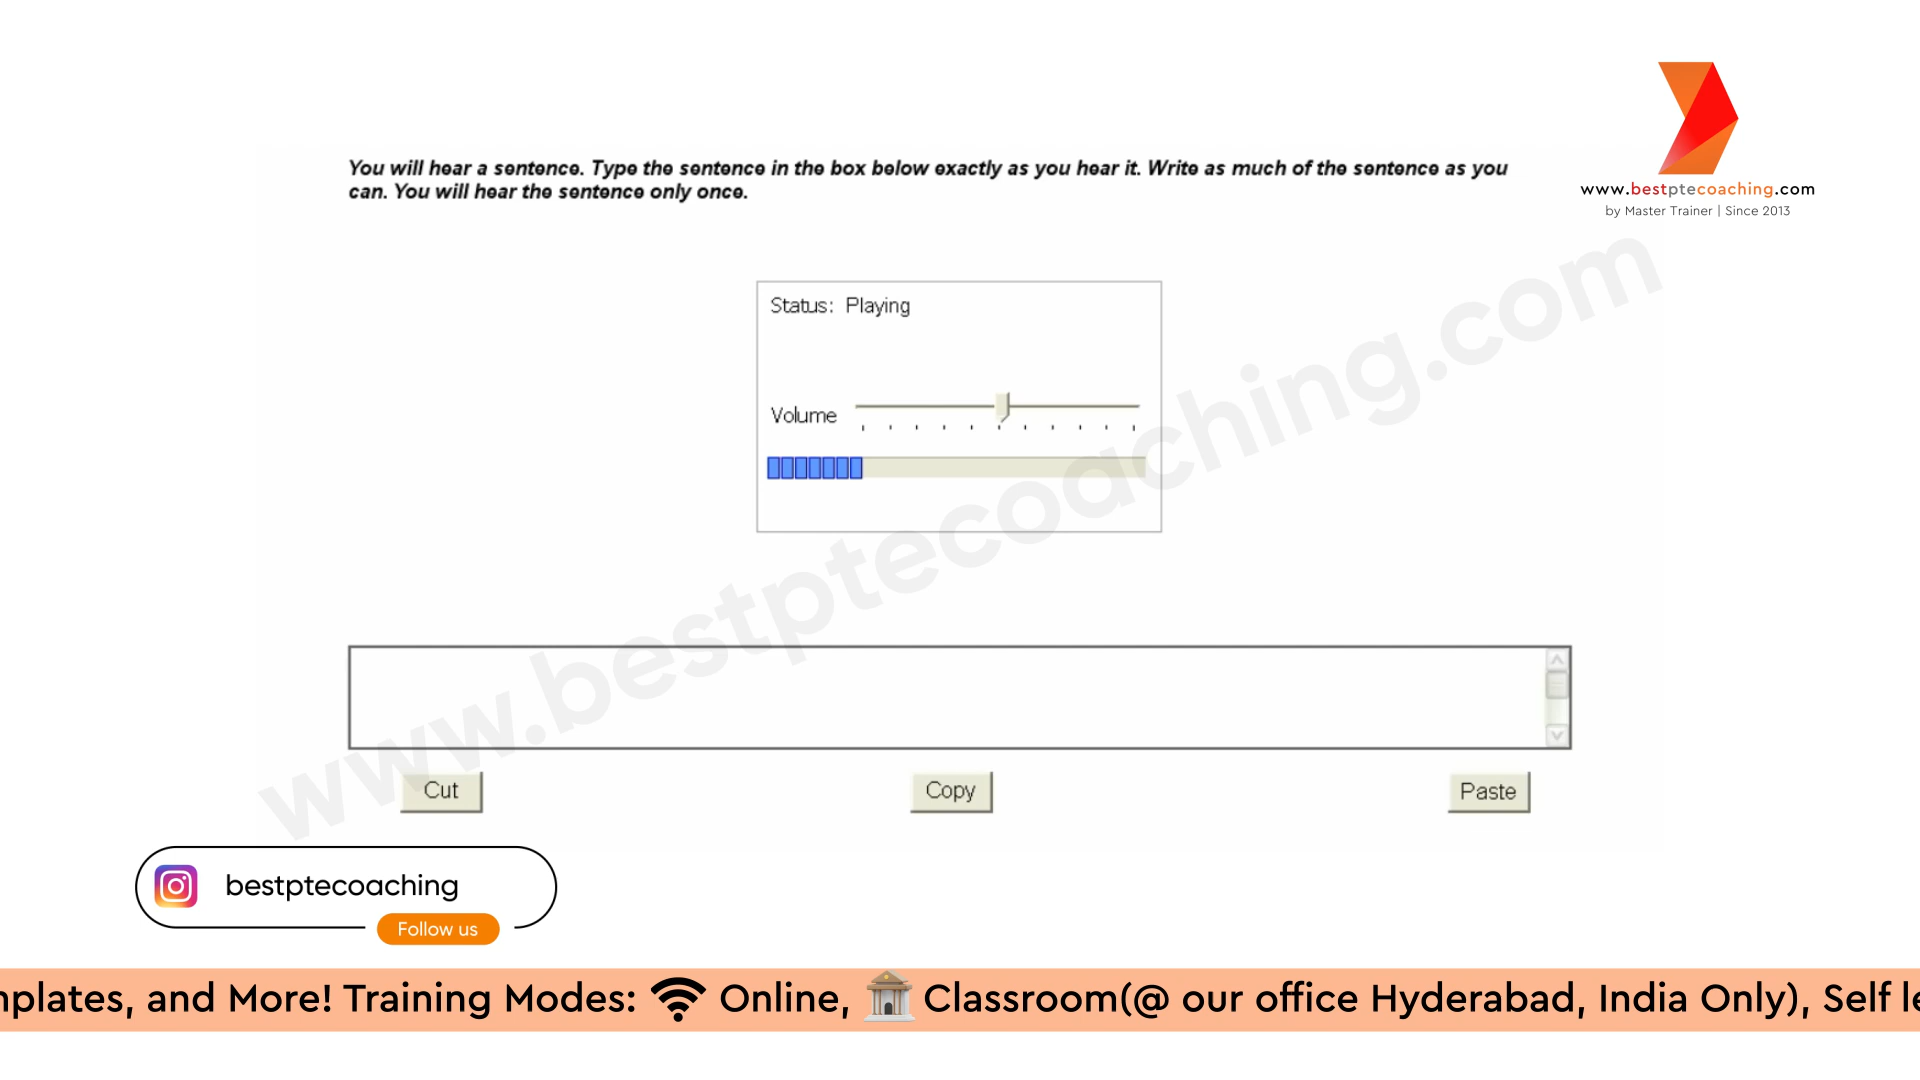 You will hear a sentence. Type the sentence in the box below exactly as you hear it. Write as much of the sentence as you
can. You will hear the sentence only once.
www.bestptecoaching.com
by Master Trainer | Since 2013
Status: Playing
Volume
www.bestptecoaching.com
Cut Copy Paste
bestptecoaching
Follow us
nplates, and More! Training Modes: Online, Classroom(@ our office Hyderabad, India Only), Self le